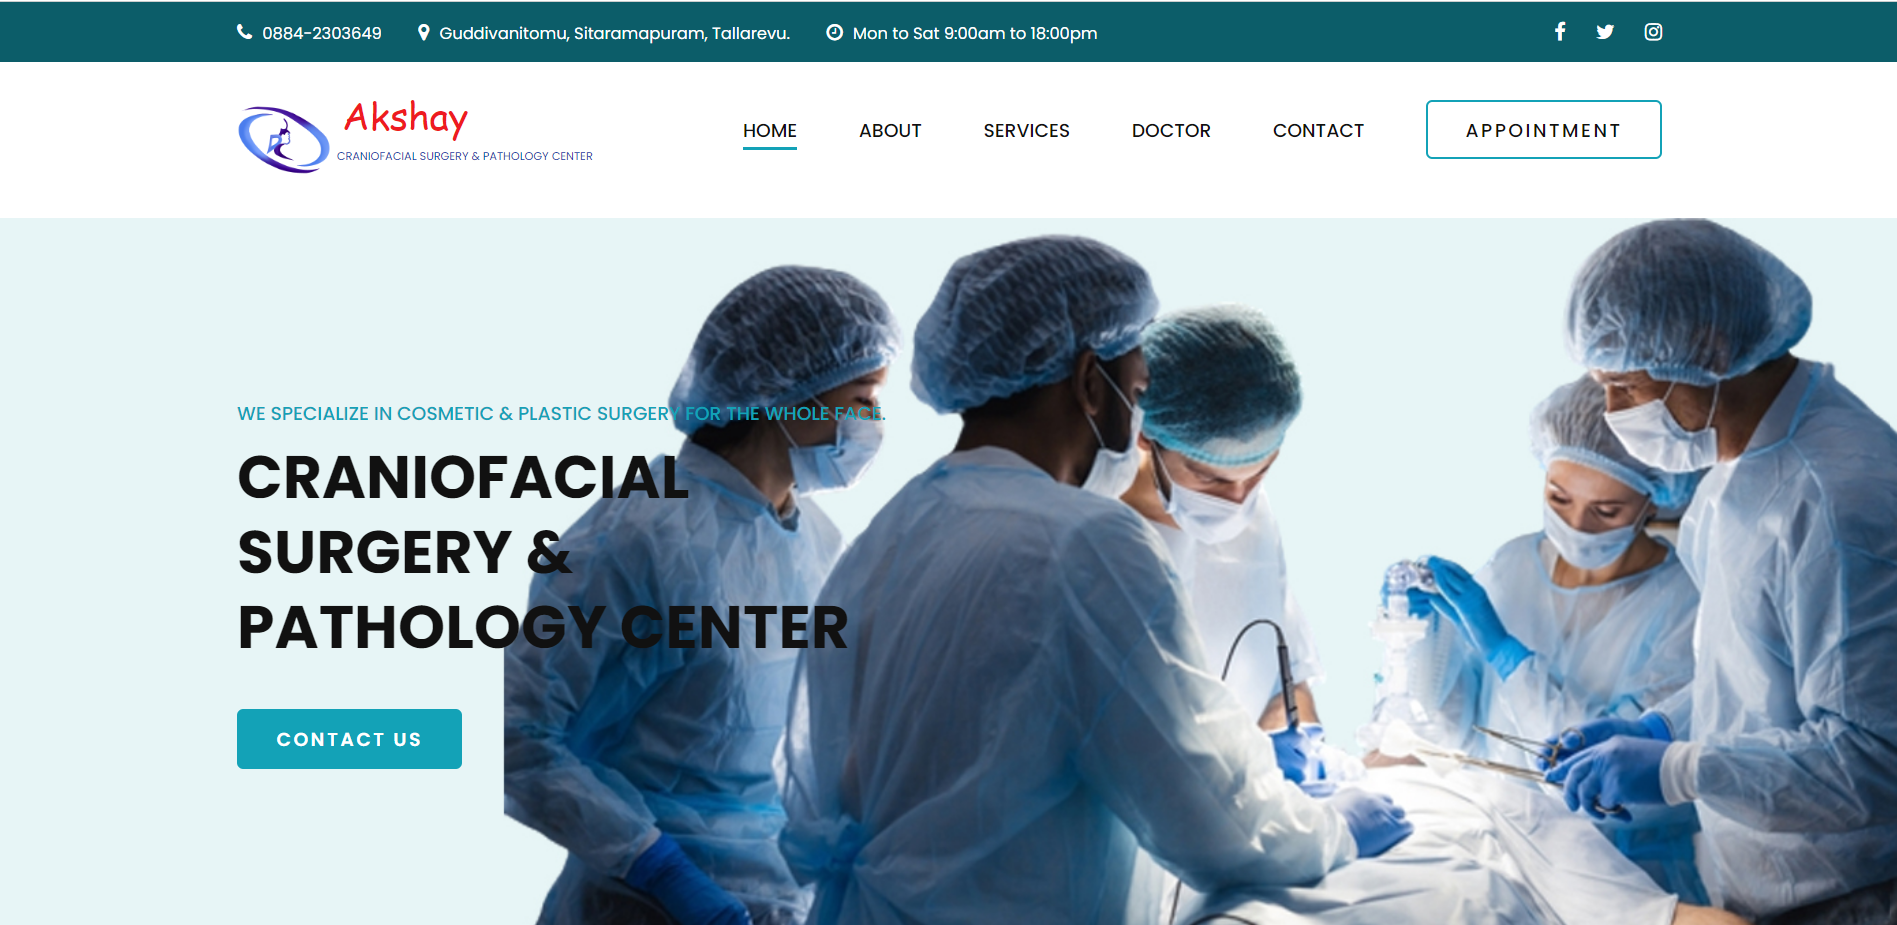 0884-2303649
Guddivanitomu, Sitaramapuram, Tallarevu.
Mon to Sat 9:00am to 18:00pm
Akshay
CRANIOFACIAL SURGERY & PATHOLOGY CENTER
HOME
ABOUT
SERVICES
DOCTOR
CONTACT
APPOINTMENT
WE SPECIALIZE IN COSMETIC & PLASTIC SURGERY FOR THE WHOLE FACE.
CRANIOFACIAL
SURGERY &
PATHOLOGY CENTER
CONTACT US